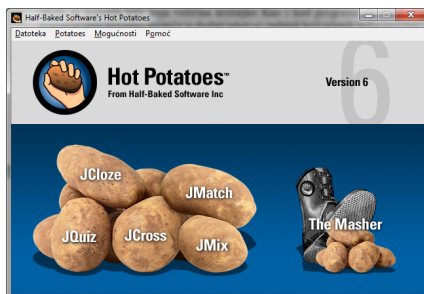 Half-Baked Software's Hot Potatoes
Datoteka Potatoes Mogućnosti Pomoć
Hot Potatoes™
From Half-Baked Software Inc
Version 6
6
JCloze
JMatch
JQuiz
JCross
JMix
The Masher